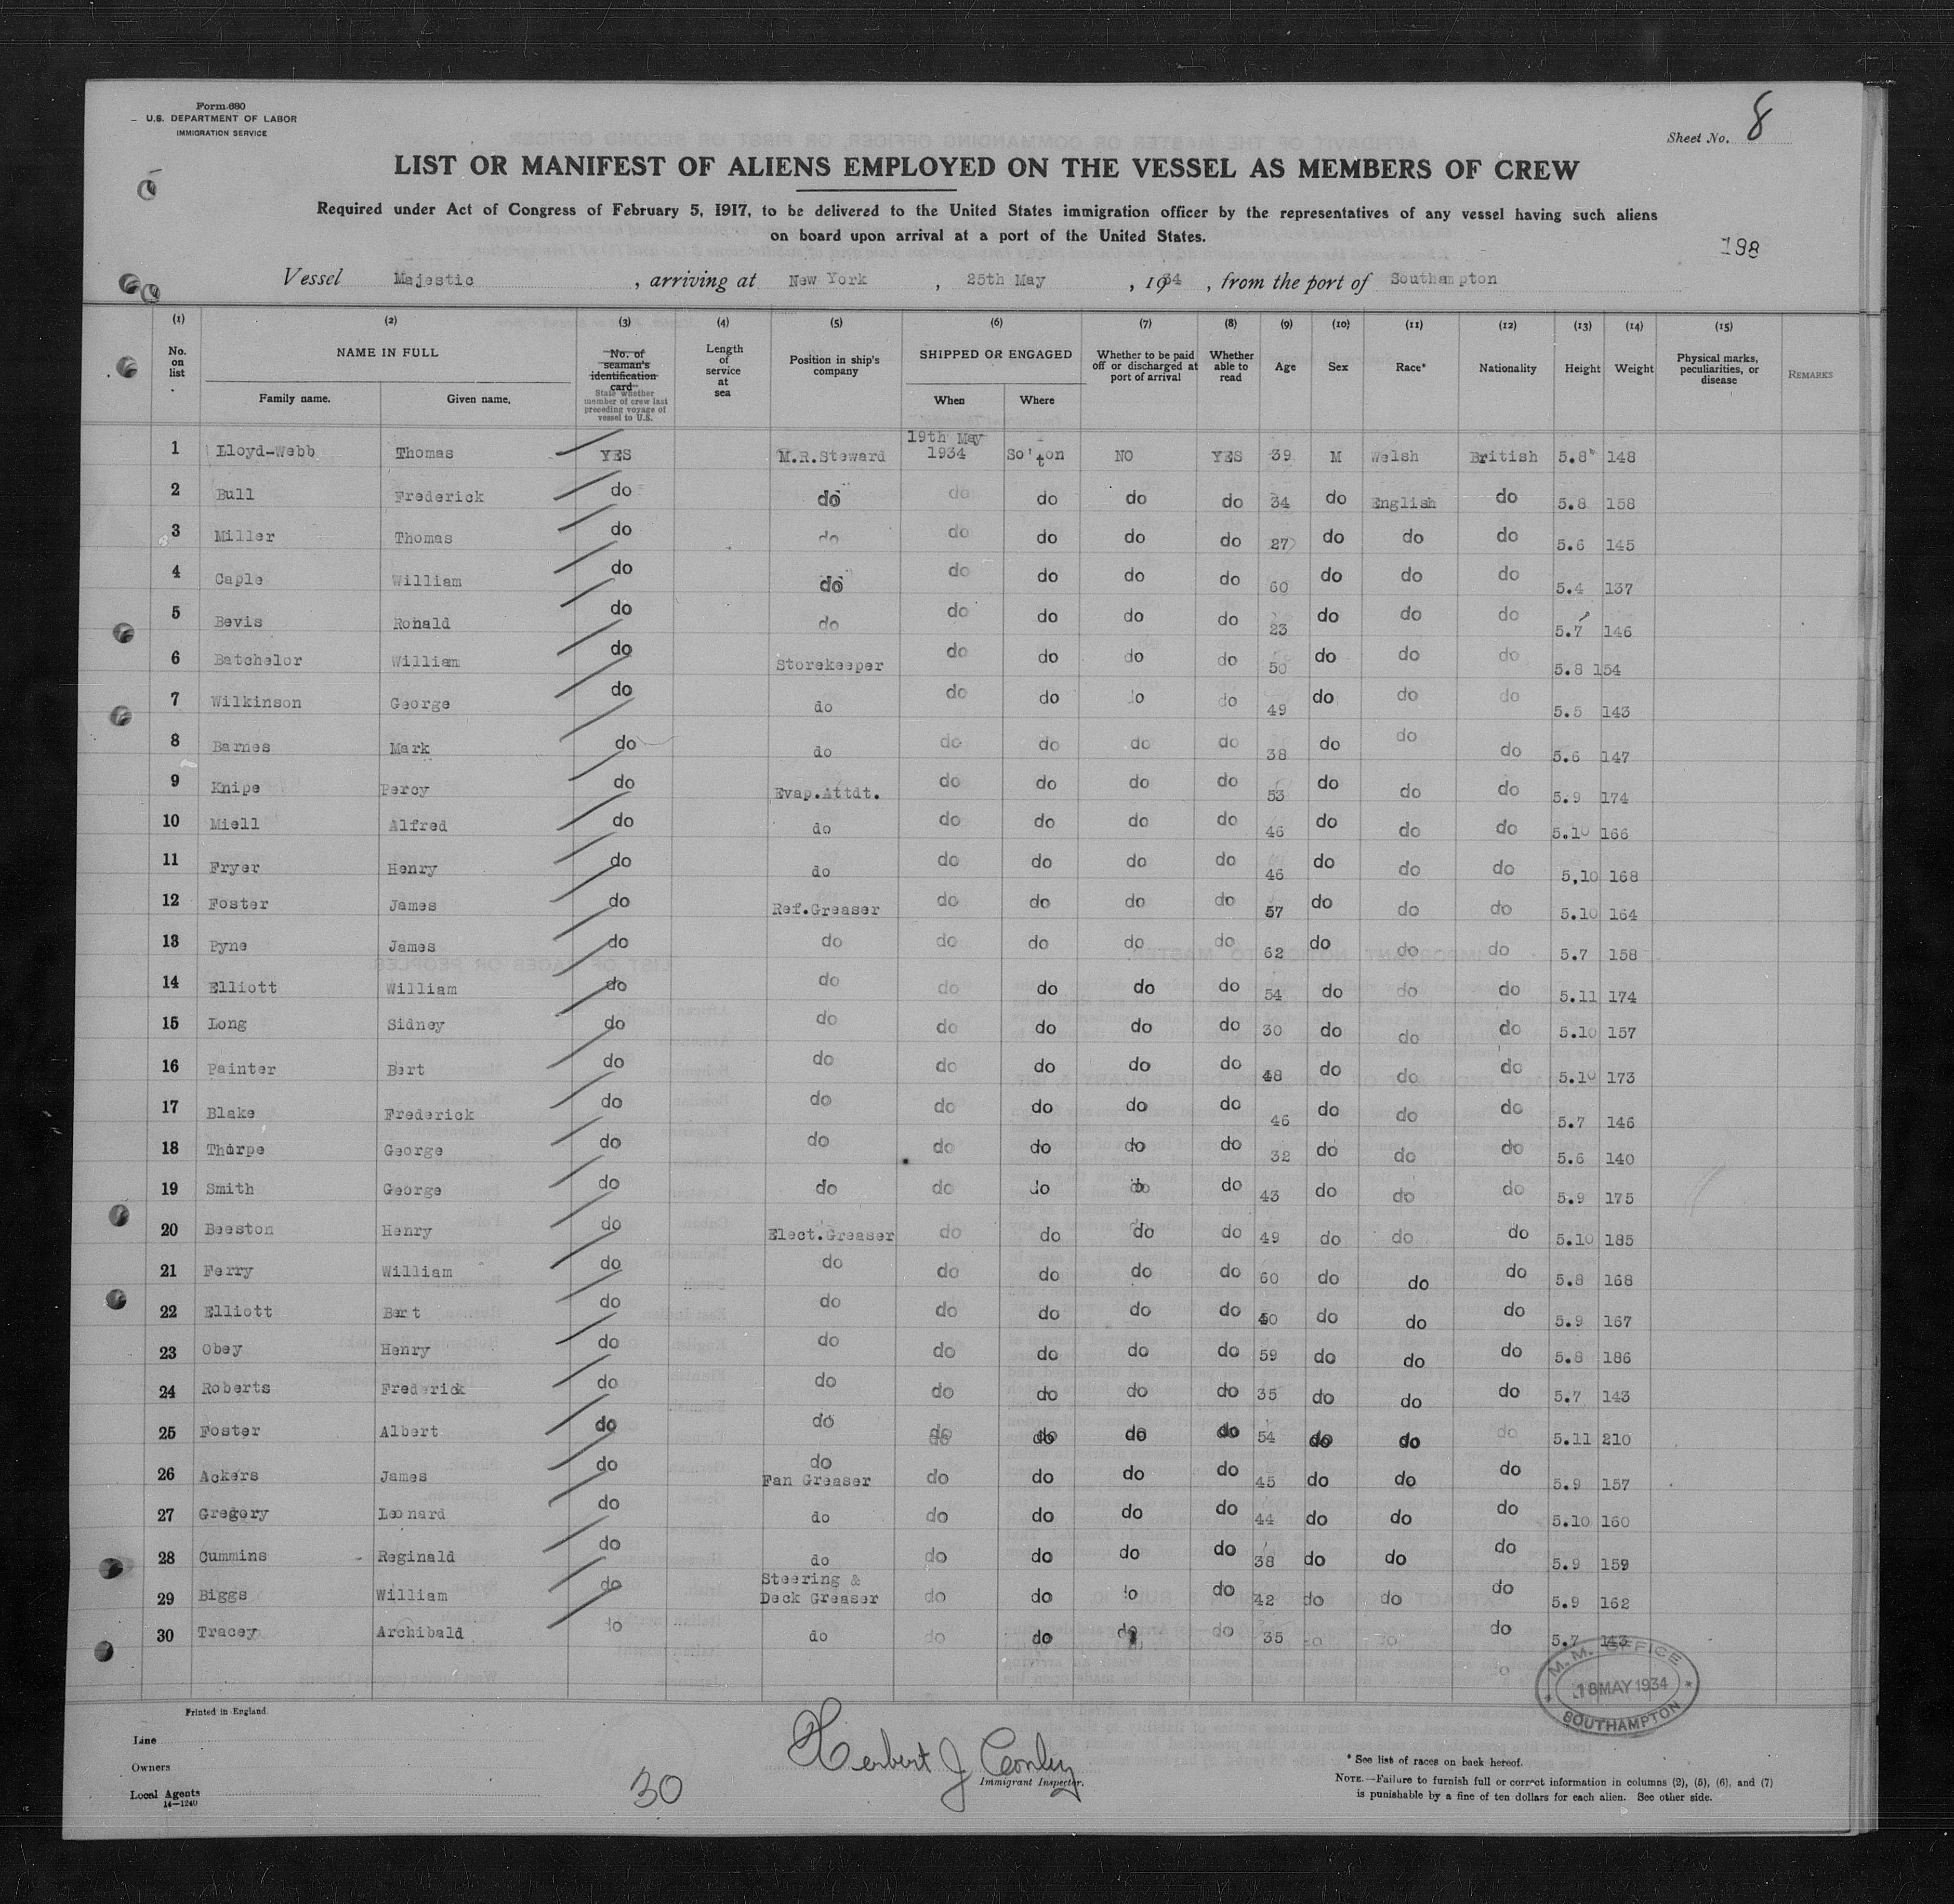 Form 680
U.S. DEPARTMENT OF LABOR
IMMIGRATION SERVICE
Sheet No. 8
LIST OR MANIFEST OF ALIENS EMPLOYED ON THE VESSEL AS MEMBERS OF CREW
Required under Act of Congress of February 5, 1917, to be delivered to the United States immigration officer by the representatives of any vessel having such aliens
on board upon arrival at a port of the United States.
198
Vessel Majestic , arriving at New York , 25th May , 1934 , from the port of Southampton
(1) (2) (3) (4) (5) (6) (7) (8) (9) (10) (11) (12) (13) (14) (15)
No. on list NAME IN FULL Family name. Given name. No. of seaman's identification card State whether member of crew last preceding voyage of vessel to U.S. Length of service at sea Position in ship's company SHIPPED OR ENGAGED When Where Whether to be paid off or discharged at port of arrival Whether able to read Age Sex Race* Nationality Height Weight Physical marks, peculiarities, or disease REMARKS
1 Lloyd-Webb Thomas YES M.R.Steward 19th May 1934 So'ton NO YES 39 M Welsh British 5.8" 148
2 Bull Frederick do do do do do do 34 do English do 5.8 158
3 Miller Thomas do do do do do do 27 do do do 5.6 145
4 Caple William do do do do do do 60 do do do 5.4 137
5 Bevis Ronald do do do do do do 23 do do do 5.7 146
6 Batchelor William do Storekeeper do do do do 50 do do do 5.8 154
7 Wilkinson George do do do do do do 49 do do do 5.5 143
8 Barnes Mark do do do do do do 38 do do do 5.6 147
9 Knipe Percy do Evap.Attdt. do do do do 53 do do do 5.9 174
10 Miell Alfred do do do do do do 46 do do do 5.10 166
11 Fryer Henry do do do do do do 46 do do do 5,10 168
12 Foster James do Ref.Greaser do do do do 57 do do do 5.10 164
13 Pyne James do do do do do do 62 do do do 5.7 158
14 Elliott William do do do do do do 54 do do do 5.11 174
15 Long Sidney do do do do do do 30 do do do 5.10 157
16 Painter Bert do do do do do do 48 do do do 5.10 173
17 Blake Frederick do do do do do do 46 do do do 5.7 146
18 Thorpe George do do do do do do 32 do do do 5.6 140
19 Smith George do do do do do do 43 do do do 5.9 175
20 Beeston Henry do Elect.Greaser do do do do 49 do do do 5.10 185
21 Ferry William do do do do do do 60 do do do 5.8 168
22 Elliott Bert do do do do do do 40 do do do 5.9 167
23 Obey Henry do do do do do do 59 do do do 5.8 186
24 Roberts Frederick do do do do do do 35 do do do 5.7 143
25 Foster Albert do do do do do do 54 do do do 5.11 210
26 Ackers James do do Fan Greaser do do do do 45 do do do 5.9 157
27 Gregory Leonard do do do do do do 44 do do do 5.10 160
28 Cummins Reginald do do do do do do 38 do do do 5.9 159
29 Biggs William do Steering & Deck Greaser do do do do 42 do do do 5.9 162
30 Tracey Archibald do do do do do do 35 do do do 5.7 143
M.M. OFFICE
18 MAY 1934
SOUTHAMPTON
Printed in England.
Line
Owners
Local Agents
14—1240
30
Herbert J Conley
Immigrant Inspector.
* See list of races on back hereof.
NOTE.—Failure to furnish full or correct information in columns (2), (5), (6), and (7)
is punishable by a fine of ten dollars for each alien. See other side.